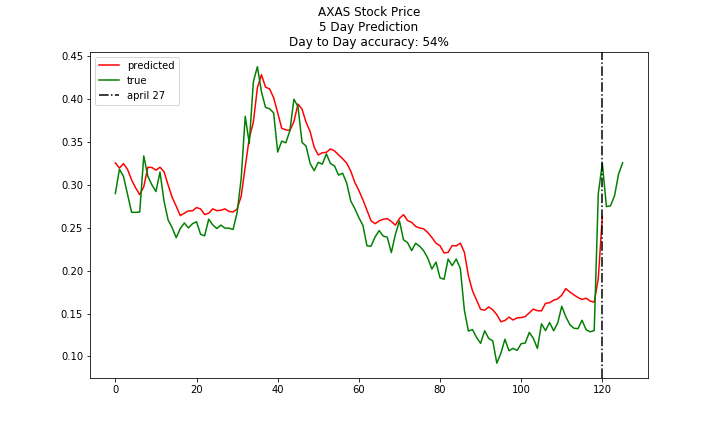 AXAS Stock Price
5 Day Prediction
Day to Day accuracy: 54%
predicted
true
april 27
0.45
0.40
0.35
0.30
0.25
0.20
0.15
0.10
0 20 40 60 80 100 120